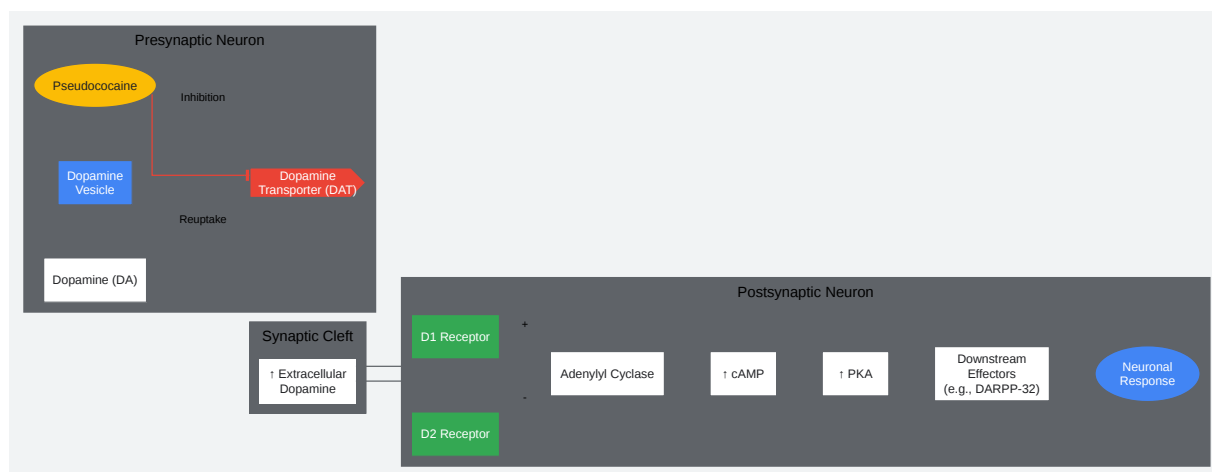 Presynaptic Neuron
Pseudococaine
Inhibition
Dopamine
Vesicle
Dopamine
Transporter (DAT)
Reuptake
Dopamine (DA)
Synaptic Cleft
↑ Extracellular
Dopamine
Postsynaptic Neuron
D1 Receptor
+
Adenylyl Cyclase
↑ cAMP
↑ PKA
Downstream
Effectors
(e.g., DARPP-32)
Neuronal
Response
-
D2 Receptor